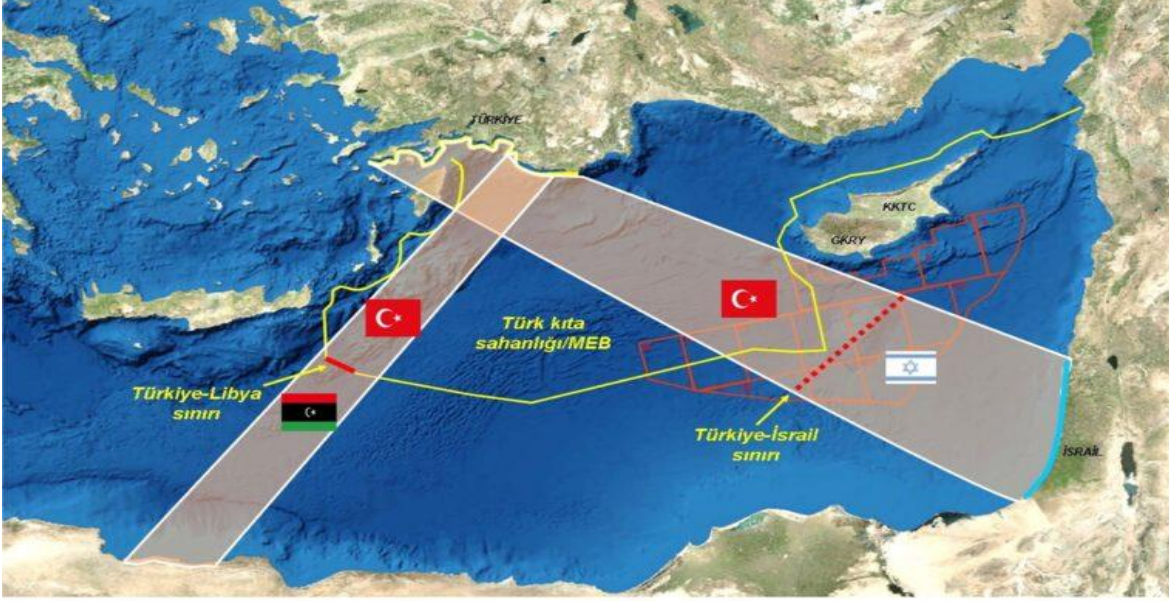 TÜRKİYE
KKTC
GKRY
Türk kıta
sahanlığı/MEB
Türkiye-Libya
sınırı
Türkiye-İsrail
sınırı
İSRAİL